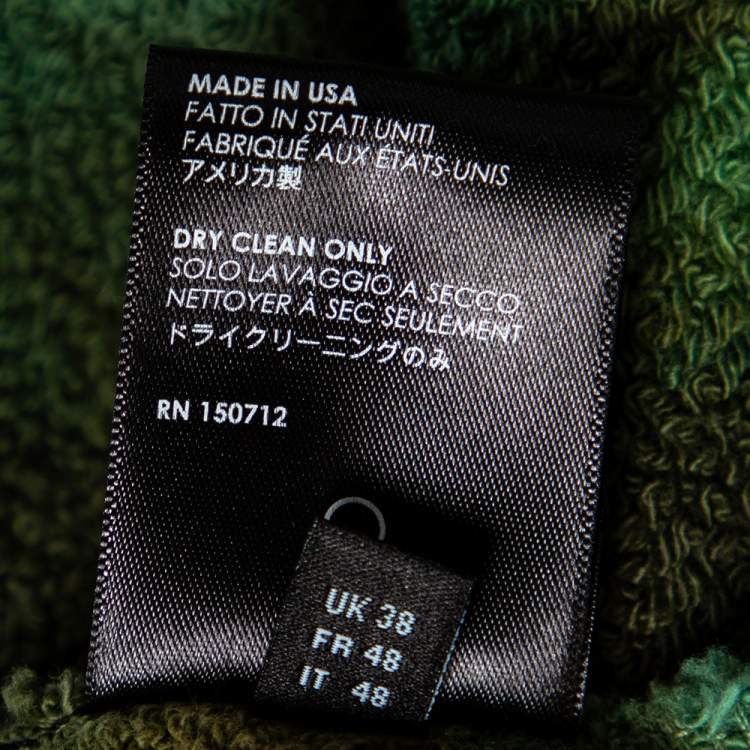 MADE IN USA
FATTO IN STATI UNITI
FABRIQUÉ AUX ÉTATS-UNIS
アメリカ製
DRY CLEAN ONLY
SOLO LAVAGGIO A SECCO
NETTOYER À SEC SEULEMENT
ドライクリーニングのみ
RN 150712
UK 38
FR 48
IT 48